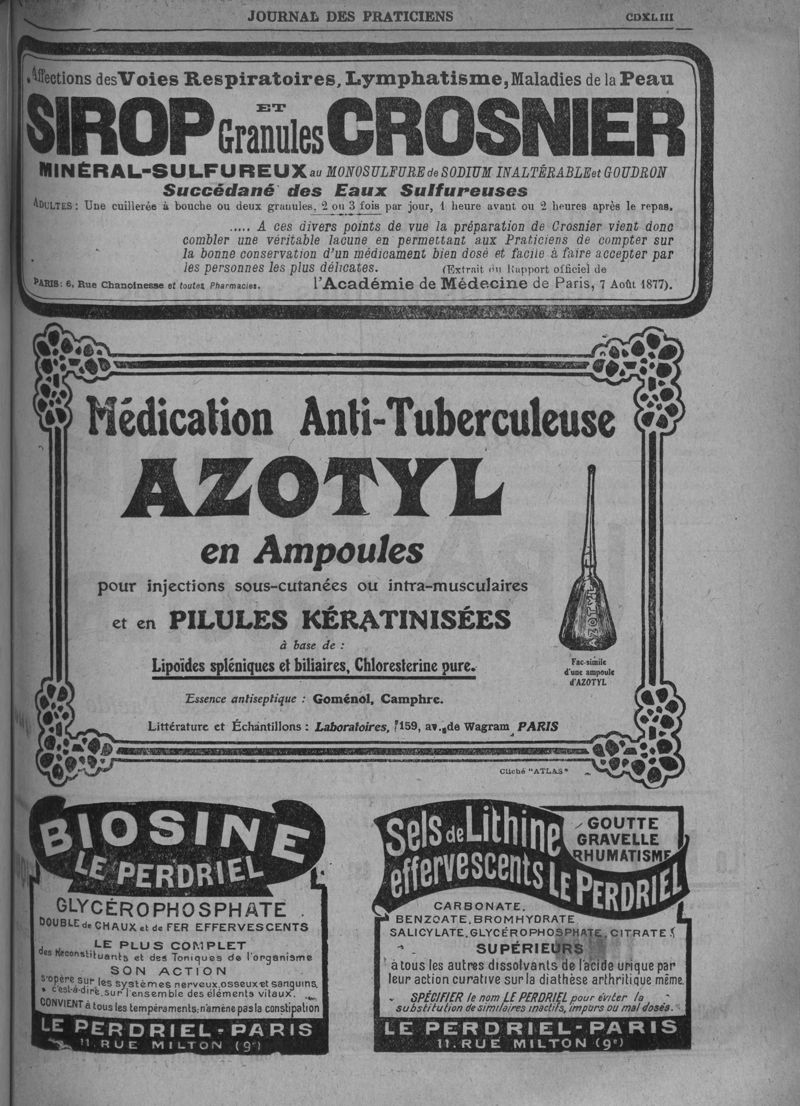 JOURNAL DES PRATICIENS
CDXLIII
Affections des Voies Respiratoires, Lymphatisme, Maladies de la Peau
SIROP ET Granules CROSNIER
MINÉRAL-SULFUREUX au MONOSULFURE de SODIUM INALTÉRABLE et GOUDRON
Succédané des Eaux Sulfureuses
ADULTES : Une cuillerée à bouche ou deux granules, 2 ou 3 fois par jour, 1 heure avant ou 2 heures après le repas.
..... A ces divers points de vue la préparation de Crosnier vient donc
combler une véritable lacune en permettant aux Praticiens de compter sur
la bonne conservation d'un médicament bien dosé et facile à faire accepter par
les personnes les plus délicates.
(Extrait du Rapport officiel de
PARIS : 6, Rue Chanoinesse et toutes Pharmacies.
l'Académie de Médecine de Paris, 7 Août 1877).
Médication Anti-Tuberculeuse
AZOTYL
en Ampoules
pour injections sous-cutanées ou intra-musculaires
et en PILULES KÉRATINISÉES
à base de :
Lipoïdes spléniques et biliaires, Chloresterine pure.
Essence antiseptique : Goménol, Camphre.
Littérature et Échantillons : Laboratoires, 159, av. de Wagram PARIS
AZOTYL
Fac-simile
d'une ampoule
d'AZOTYL
Cliché "ATLAS"
BIOSINE
LE PERDRIEL
GLYCÉROPHOSPHATE
DOUBLE de CHAUX et de FER EFFERVESCENTS
LE PLUS COMPLET
des Reconstituants et des Toniques de l'organisme
SON ACTION
s'opère sur les systèmes nerveux, osseux et sanguins,
c'est-à-dire, sur l'ensemble des éléments vitaux.
CONVIENT à tous les tempéraments, n'amène pas la constipation
LE PERDRIEL - PARIS
11, RUE MILTON (9e)
Sels de Lithine
effervescents LE PERDRIEL
GOUTTE
GRAVELLE
RHUMATISME
CARBONATE,
BENZOATE, BROMHYDRATE
SALICYLATE, GLYCÉROPHOSPHATE, CITRATE
SUPÉRIEURS
à tous les autres dissolvants de l'acide urique par
leur action curative sur la diathèse arthritique même.
SPÉCIFIER le nom LE PERDRIEL pour éviter la
substitution de similaires inactifs, impurs ou mal dosés.
LE PERDRIEL - PARIS
11, RUE MILTON (9e)